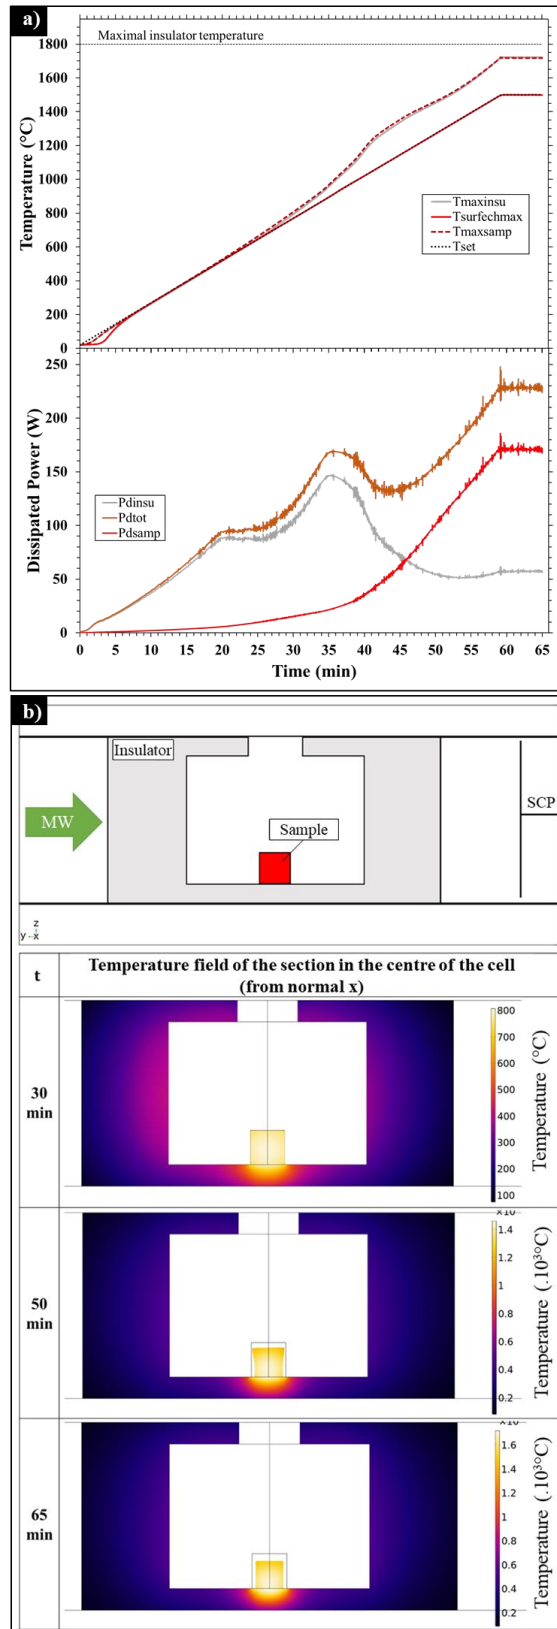 a)
Maximal insulator temperature
1800
1600
1400
1200
1000
800
600
400
200
0
Temperature (°C)
Tmaxinsu
Tsurfechmax
Tmaxsamp
Tset
250
200
150
100
50
0
Dissipated Power (W)
Pdinsu
Pdtot
Pdsamp
0 5 10 15 20 25 30 35 40 45 50 55 60 65
Time (min)
b)
Insulator
MW
Sample
SCP
z
y x
t
Temperature field of the section in the centre of the cell
(from normal x)
30
min
800
700
600
500
400
300
200
100
Temperature (°C)
50
min
×10
1.4
1.2
1
0.8
0.6
0.4
0.2
Temperature (.10³°C)
65
min
×10
1.6
1.4
1.2
1
0.8
0.6
0.4
0.2
Temperature (.10³°C)